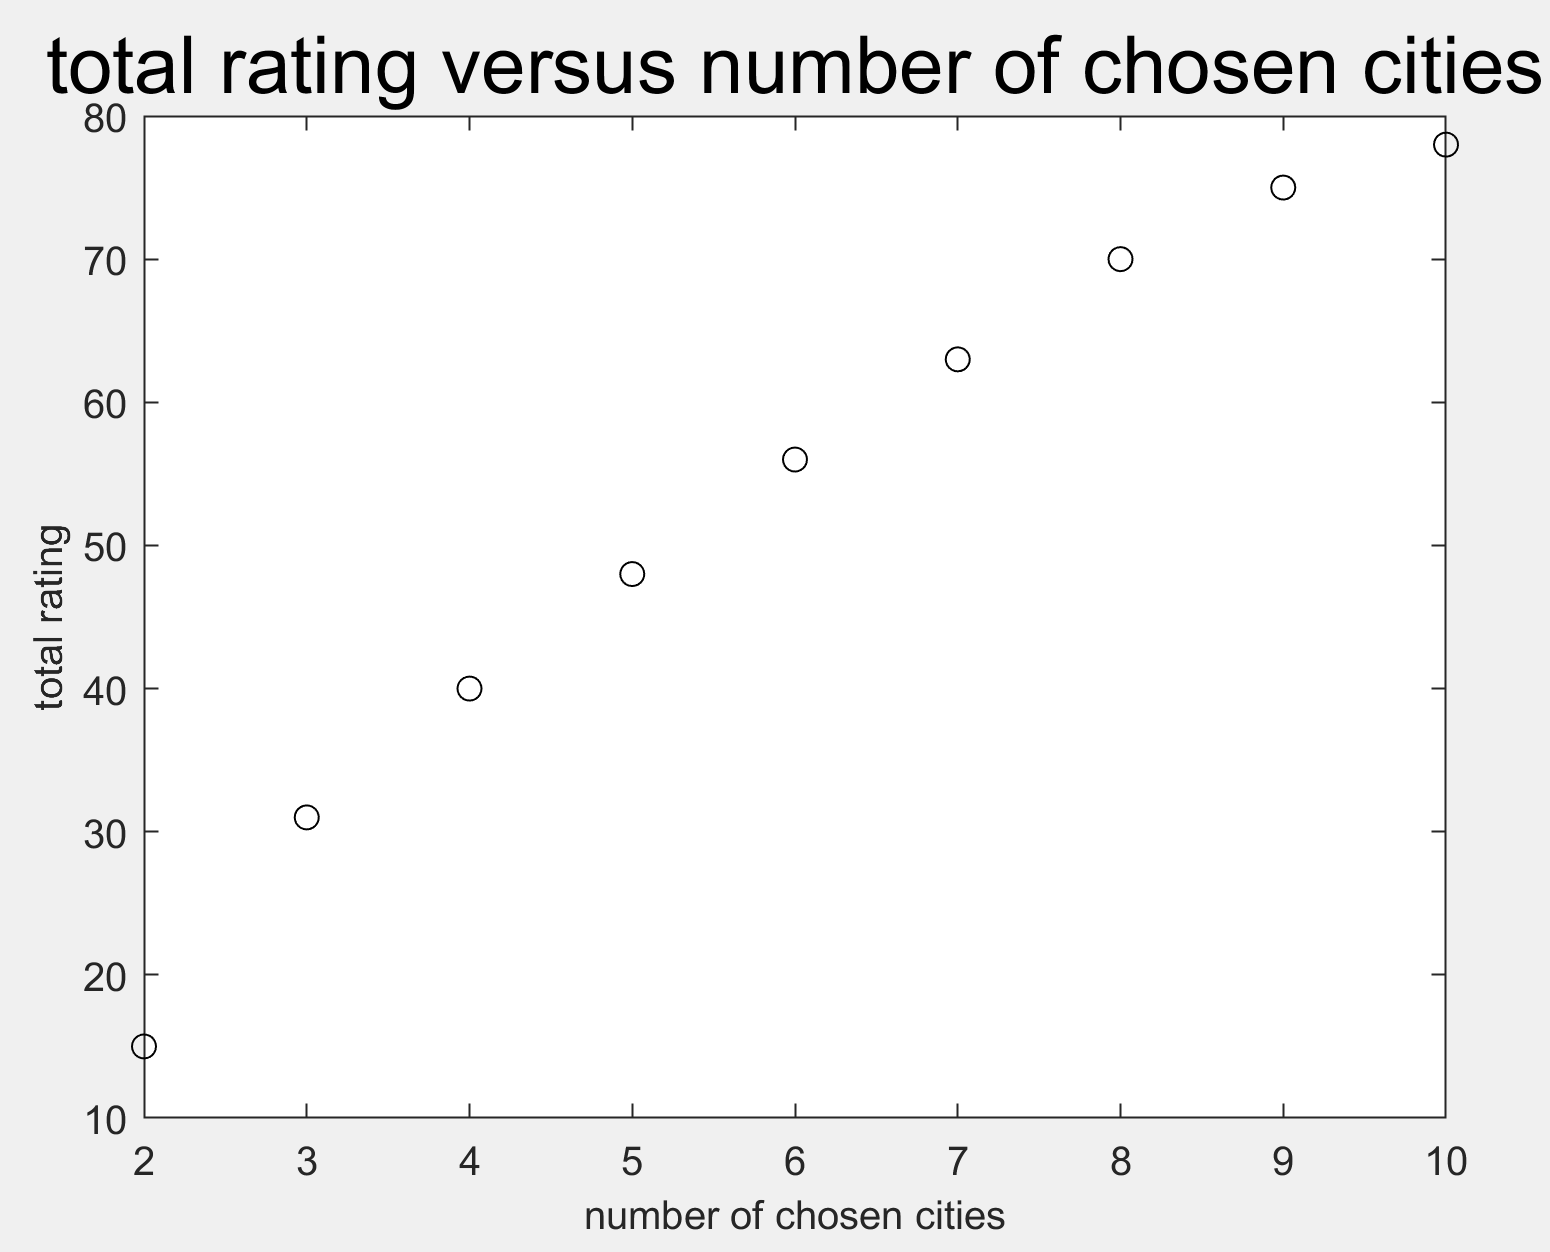 total rating versus number of chosen cities
80
70
60
50
40
30
20
10
total rating
2 3 4 5 6 7 8 9 10
number of chosen cities